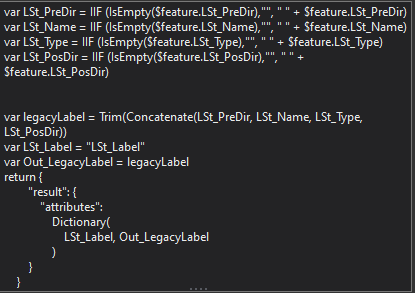 var LSt_PreDir = IIF (IsEmpty($feature.LSt_PreDir),"", " " + $feature.LSt_PreDir)
var LSt_Name = IIF (IsEmpty($feature.LSt_Name),"", " " + $feature.LSt_Name)
var LSt_Type = IIF (IsEmpty($feature.LSt_Type),"", " " + $feature.LSt_Type)
var LSt_PosDir = IIF (IsEmpty($feature.LSt_PosDir),"", " " +
$feature.LSt_PosDir)
var legacyLabel = Trim(Concatenate(LSt_PreDir, LSt_Name, LSt_Type,
LSt_PosDir))
var LSt_Label = "LSt_Label"
var Out_LegacyLabel = legacyLabel
return {
"result": {
"attributes":
Dictionary(
LSt_Label, Out_LegacyLabel
)
}
}